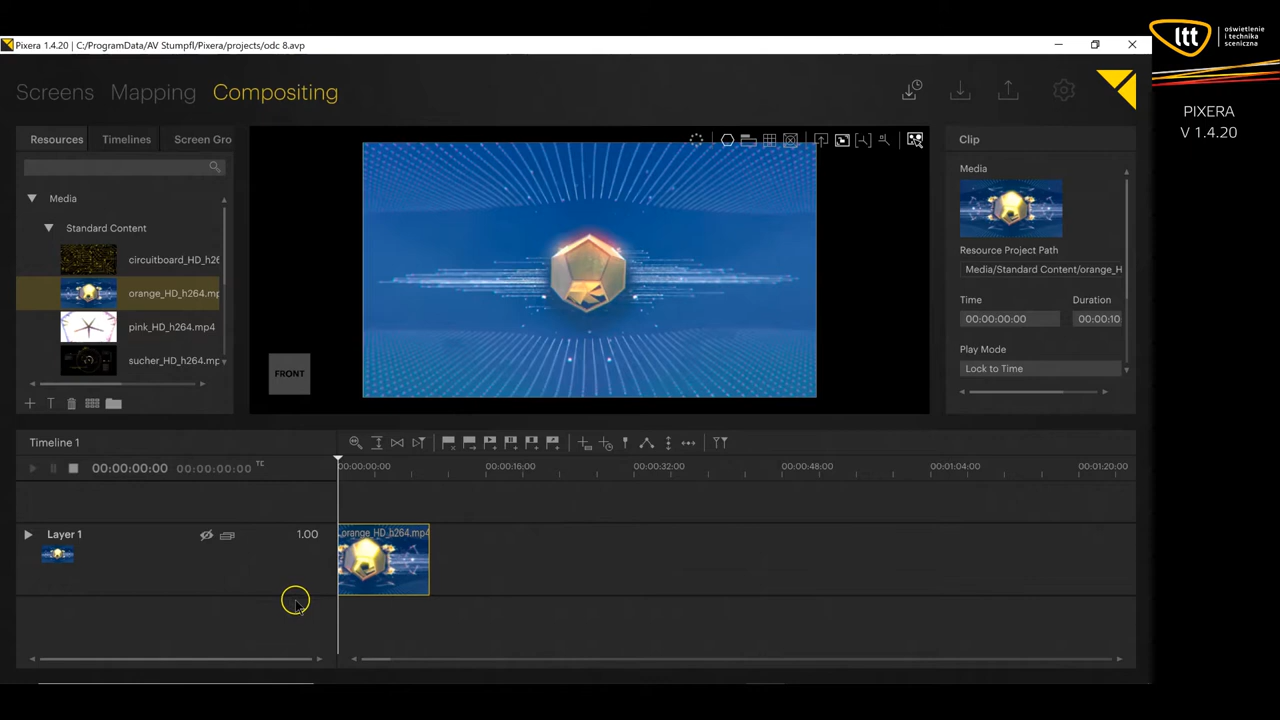 Pixera 1.4.20 | C:/ProgramData/AV Stumpfl/Pixera/projects/odc 8.avp
ltt
oświetlenie
i technika
sceniczna
PIXERA
V 1.4.20
Screens Mapping Compositing
Resources Timelines Screen Gro
Clip
Media
Media
Standard Content
circuitboard_HD_h26
orange_HD_h264.mp
pink_HD_h264.mp4
sucher_HD_h264.mp
FRONT
Resource Project Path
Media/Standard Content/orange_H
Time Duration
00:00:00:00 00:00:10
Play Mode
Lock to Time
T
Timeline 1
00:00:00:00 00:00:00:00 TC
00:00:00:00 00:00:16:00 00:00:32:00 00:00:48:00 00:01:04:00 00:01:20:00
Layer 1 1.00
orange_HD_h264.mp4